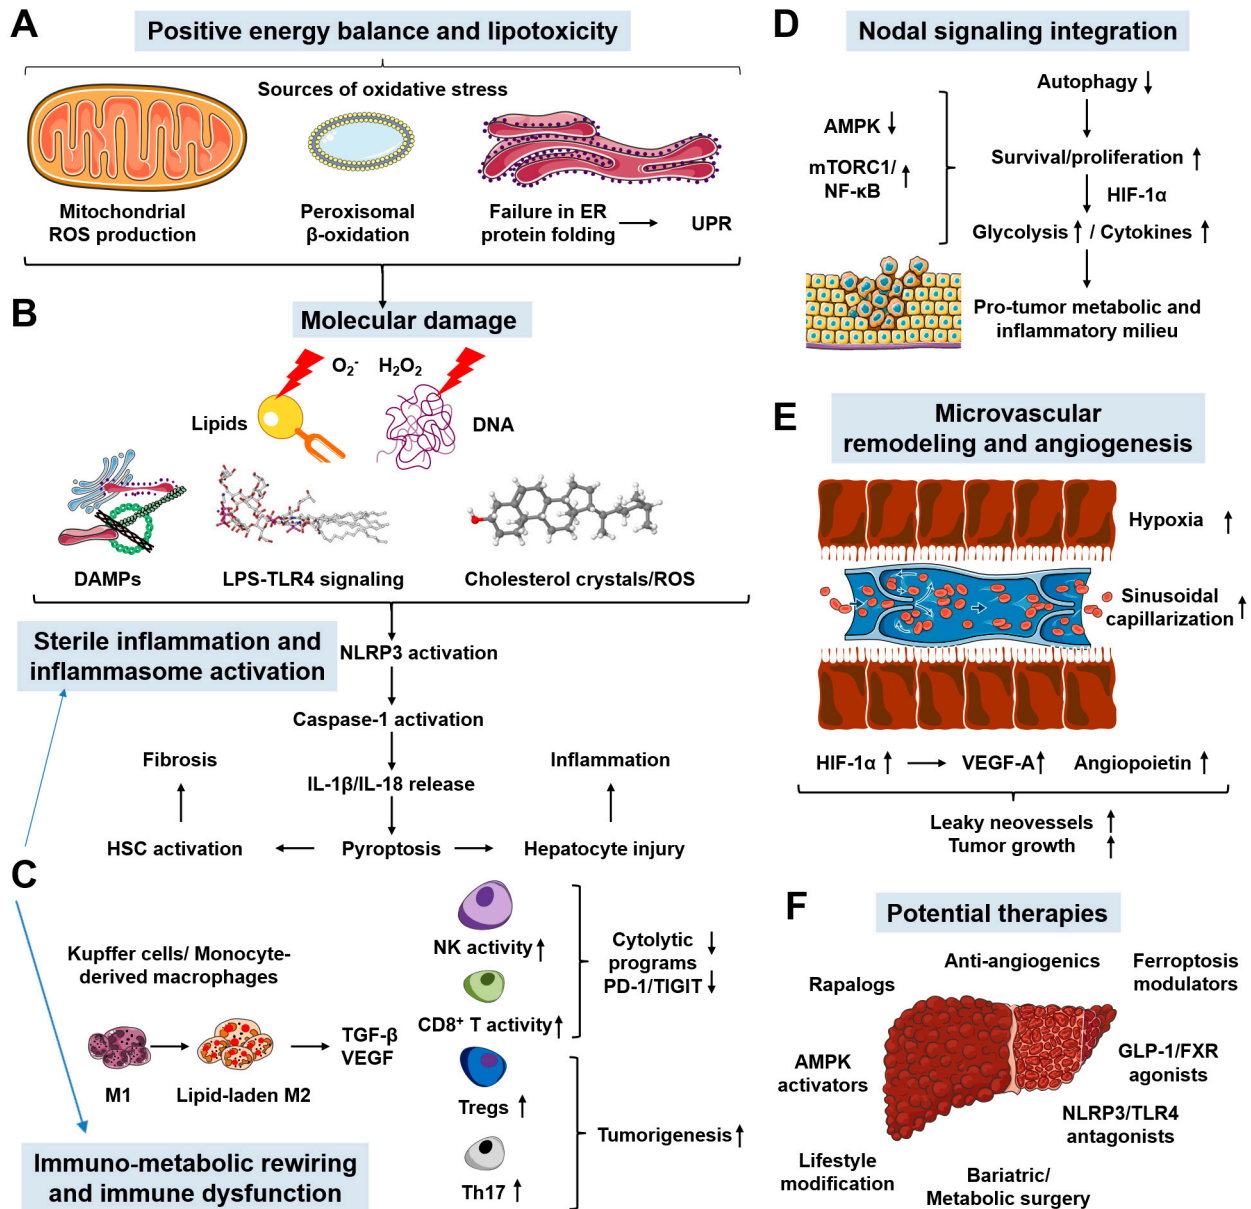 A
Positive energy balance and lipotoxicity
Sources of oxidative stress
Mitochondrial
ROS production
Peroxisomal
β-oxidation
Failure in ER
protein folding
UPR
B
Molecular damage
O₂⁻ H₂O₂
Lipids
DNA
DAMPs
LPS-TLR4 signaling
Cholesterol crystals/ROS
Sterile inflammation and
inflammasome activation
NLRP3 activation
Caspase-1 activation
IL-1β/IL-18 release
Fibrosis
Inflammation
HSC activation
Pyroptosis
Hepatocyte injury
C
Kupffer cells/ Monocyte-
derived macrophages
M1
Lipid-laden M2
TGF-β
VEGF
NK activity ↑
CD8⁺ T activity ↑
Tregs ↑
Th17 ↑
Cytolytic ↓
programs
PD-1/TIGIT ↓
Tumorigenesis ↑
Immuno-metabolic rewiring
and immune dysfunction
D
Nodal signaling integration
AMPK ↓
mTORC1/ ↑
NF-κB
Autophagy ↓
Survival/proliferation ↑
HIF-1α
Glycolysis ↑ / Cytokines ↑
Pro-tumor metabolic and
inflammatory milieu
E
Microvascular
remodeling and angiogenesis
Hypoxia ↑
Sinusoidal ↑
capillarization
HIF-1α ↑ → VEGF-A ↑ Angiopoietin ↑
Leaky neovessels ↑
Tumor growth ↑
F
Potential therapies
Anti-angiogenics
Rapalogs
Ferroptosis
modulators
AMPK
activators
GLP-1/FXR
agonists
NLRP3/TLR4
antagonists
Lifestyle
modification
Bariatric/
Metabolic surgery